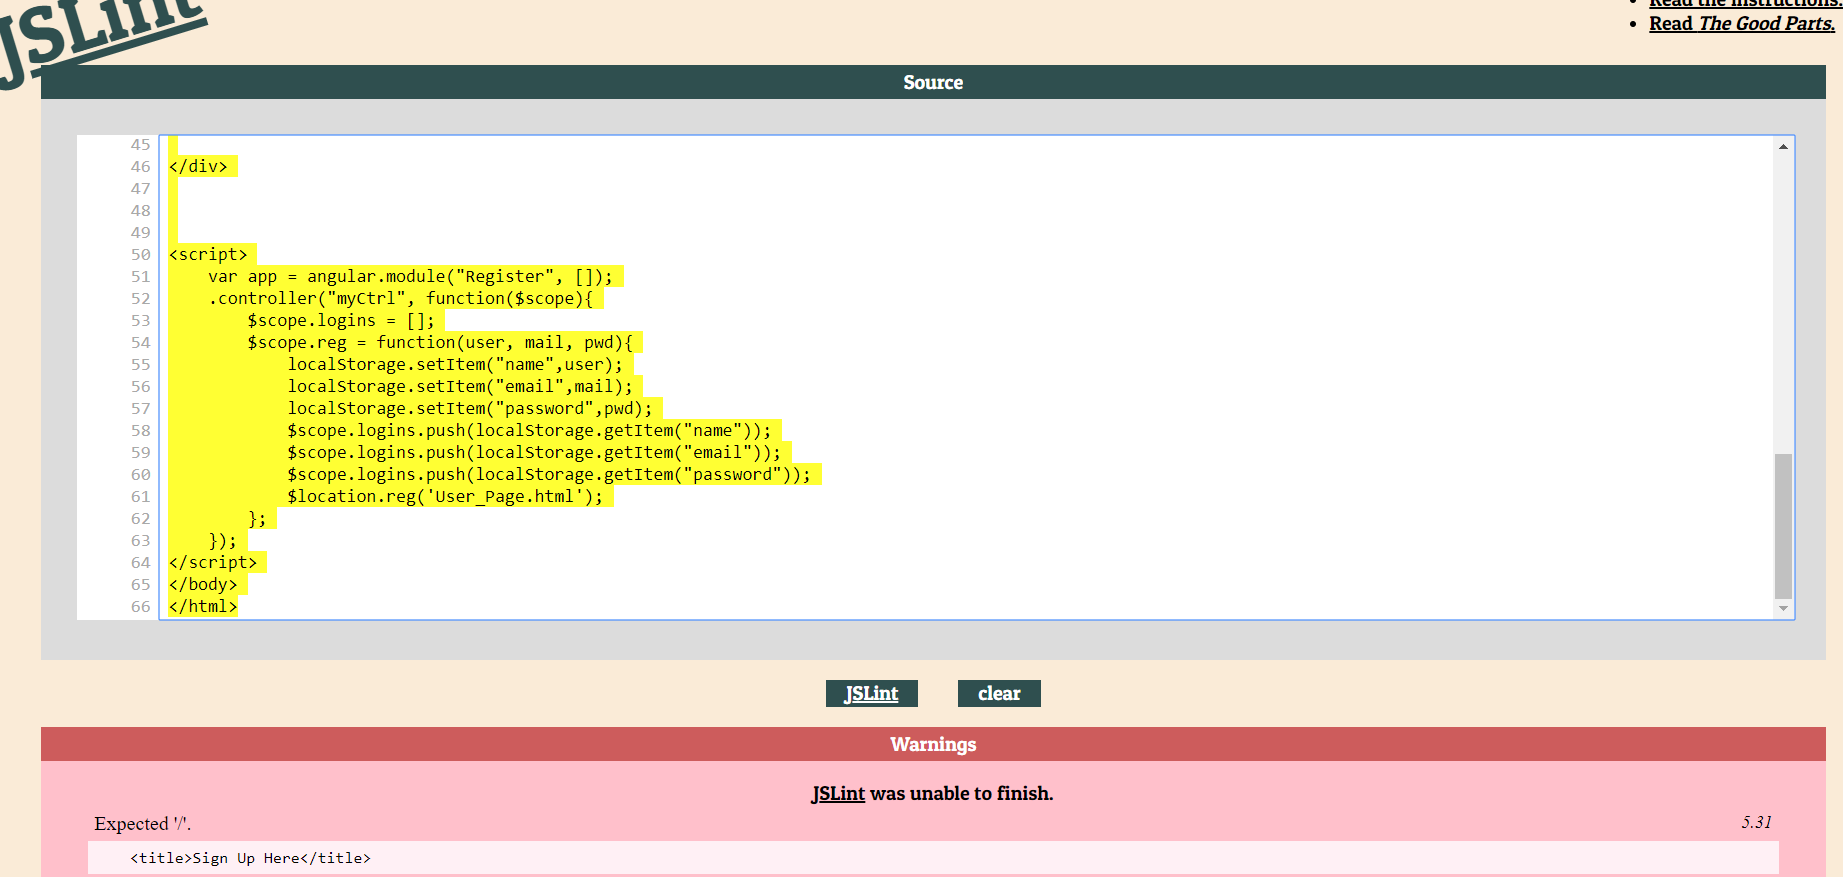 JSLint
Read the instructions.
Read The Good Parts.
Source
45
46 </div>
47
48
49
50 <script>
51     var app = angular.module("Register", []);
52     .controller("myCtrl", function($scope){
53         $scope.logins = [];
54         $scope.reg = function(user, mail, pwd){
55             localStorage.setItem("name",user);
56             localStorage.setItem("email",mail);
57             localStorage.setItem("password",pwd);
58             $scope.logins.push(localStorage.getItem("name"));
59             $scope.logins.push(localStorage.getItem("email"));
60             $scope.logins.push(localStorage.getItem("password"));
61             $location.reg('User_Page.html');
62         };
63     });
64 </script>
65 </body>
66 </html>
JSLint clear
Warnings
JSLint was unable to finish.
Expected '/'. 5.31
<title>Sign Up Here</title>